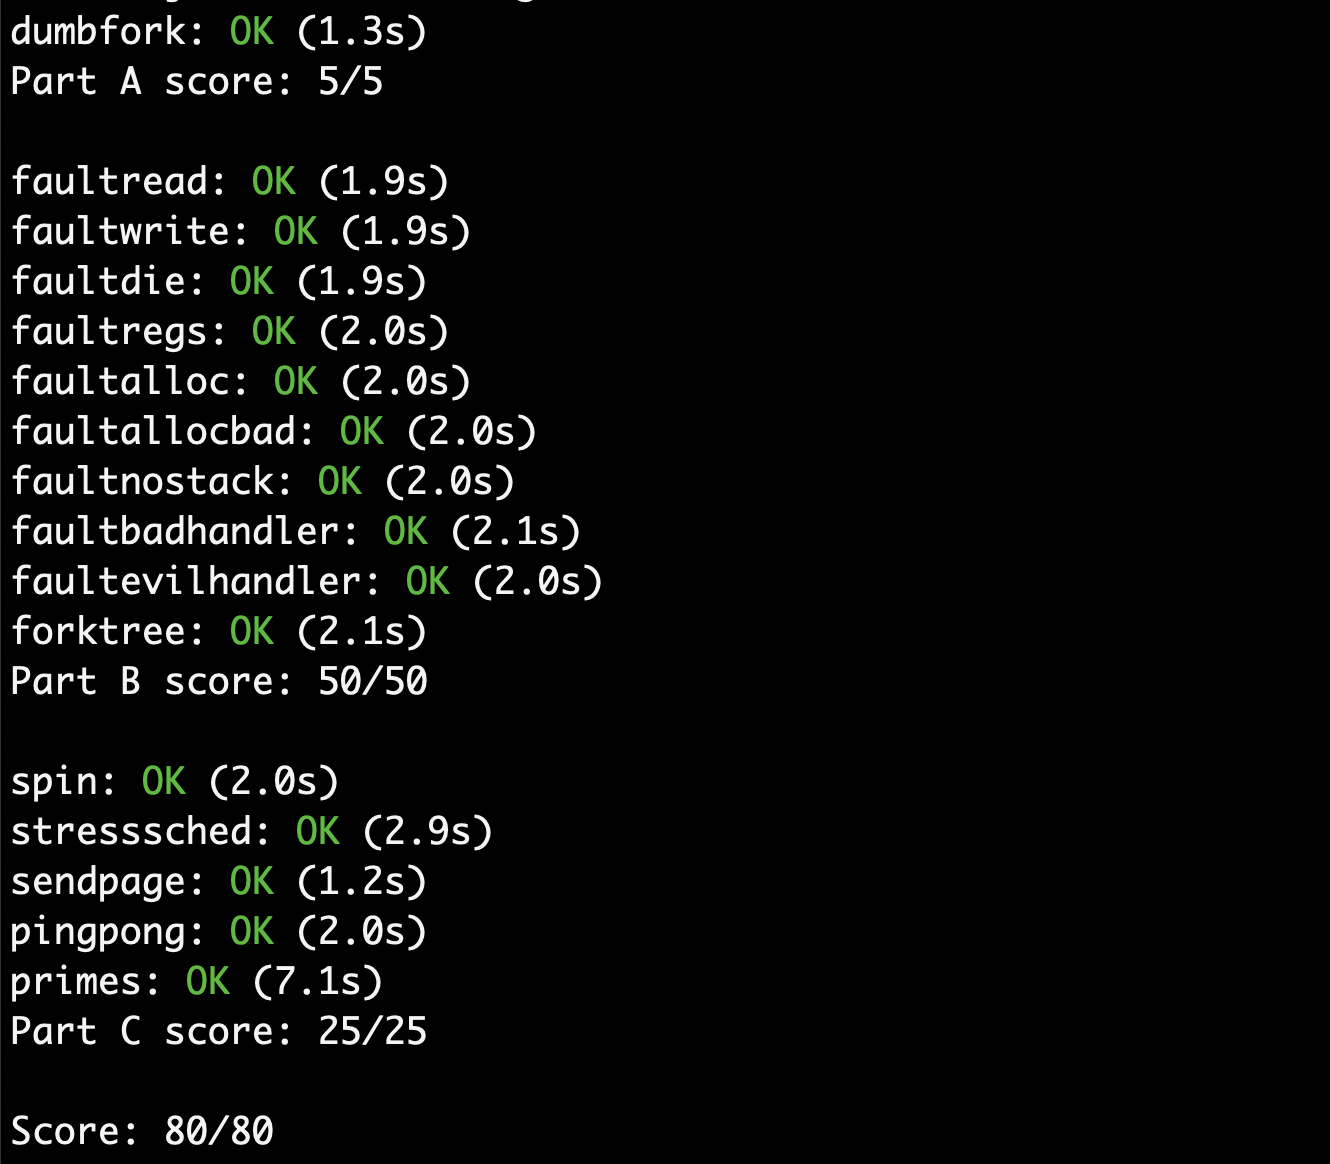 dumbfork: OK (1.3s)
Part A score: 5/5
faultread: OK (1.9s)
faultwrite: OK (1.9s)
faultdie: OK (1.9s)
faultregs: OK (2.0s)
faultalloc: OK (2.0s)
faultallocbad: OK (2.0s)
faultnostack: OK (2.0s)
faultbadhandler: OK (2.1s)
faultevilhandler: OK (2.0s)
forktree: OK (2.1s)
Part B score: 50/50
spin: OK (2.0s)
stresssched: OK (2.9s)
sendpage: OK (1.2s)
pingpong: OK (2.0s)
primes: OK (7.1s)
Part C score: 25/25
Score: 80/80